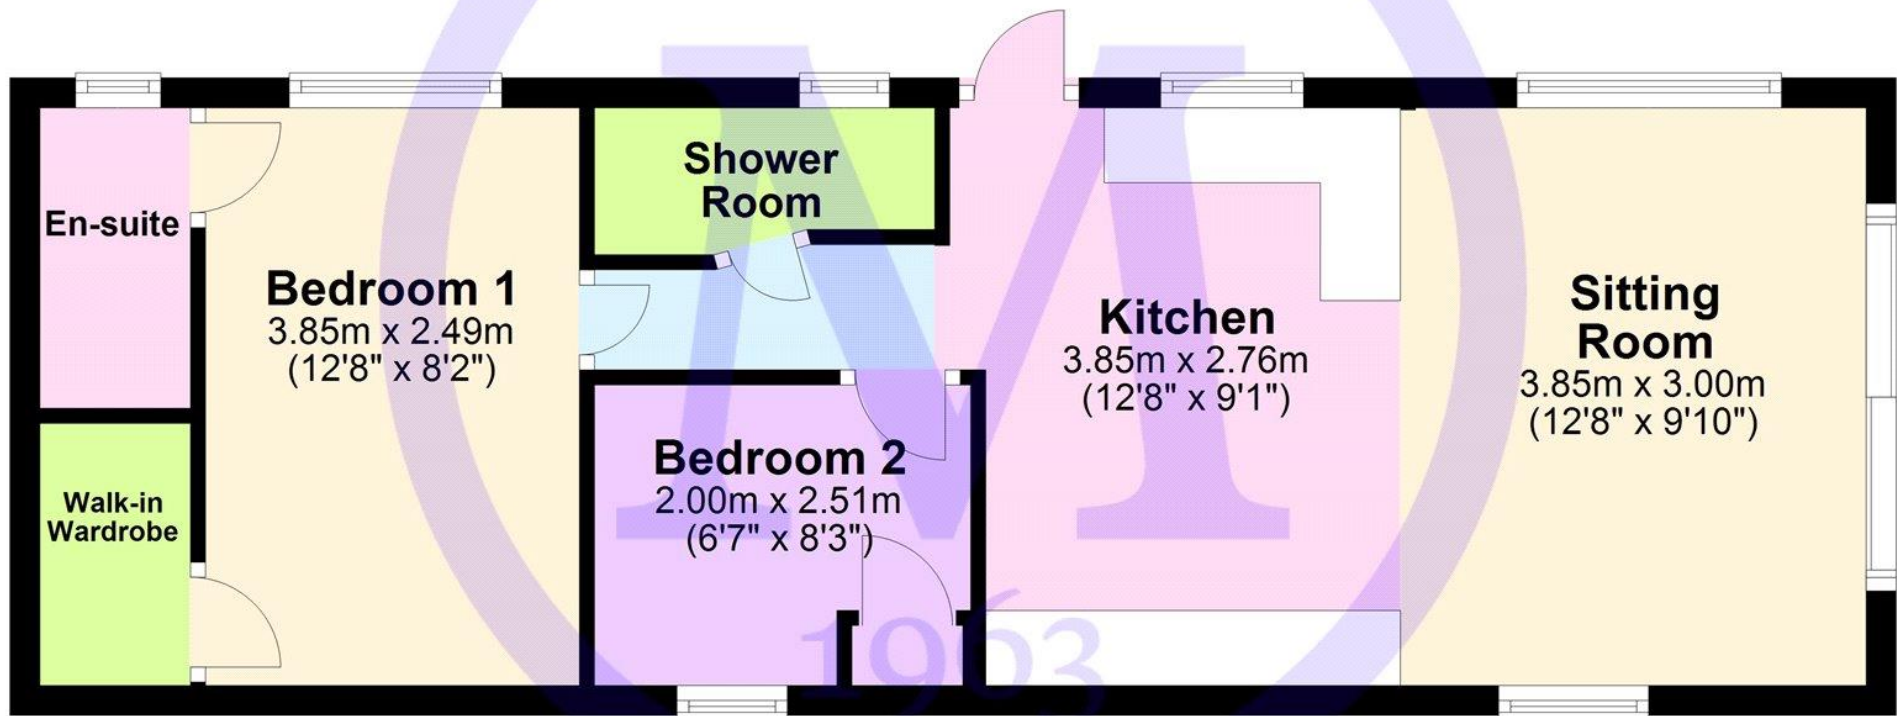 En-suite
Walk-in
Wardrobe
Bedroom 1
3.85m x 2.49m
(12'8" x 8'2")
Shower
Room
Bedroom 2
2.00m x 2.51m
(6'7" x 8'3")
Kitchen
3.85m x 2.76m
(12'8" x 9'1")
Sitting
Room
3.85m x 3.00m
(12'8" x 9'10")
M
1963